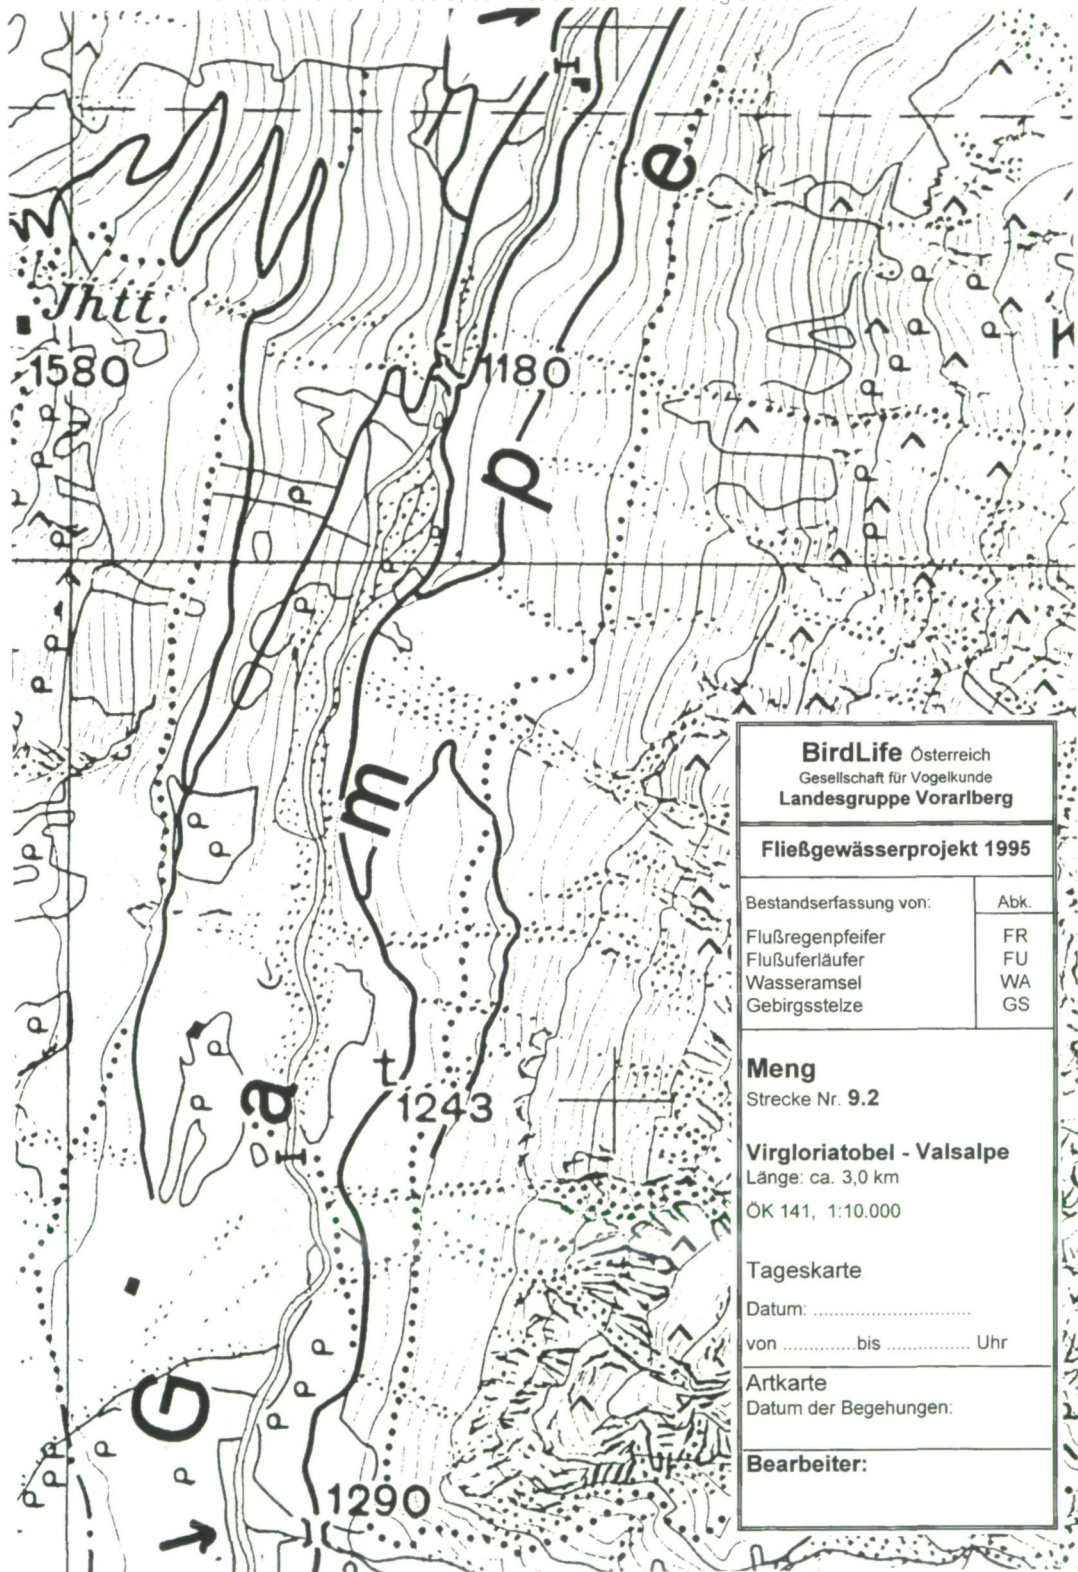 e
Jhtt.
1580
1180
p
m
a
t
1243
G
1290
BirdLife Österreich
Gesellschaft für Vogelkunde
Landesgruppe Vorarlberg
Fließgewässerprojekt 1995
Bestandserfassung von: Abk.
Flußregenpfeifer FR
Flußuferläufer FU
Wasseramsel WA
Gebirgsstelze GS
Meng
Strecke Nr. 9.2
Virgloriatobel - Valsalpe
Länge: ca. 3,0 km
ÖK 141, 1:10.000
Tageskarte
Datum: ............................
von .............bis ............... Uhr
Artkarte
Datum der Begehungen:
Bearbeiter: